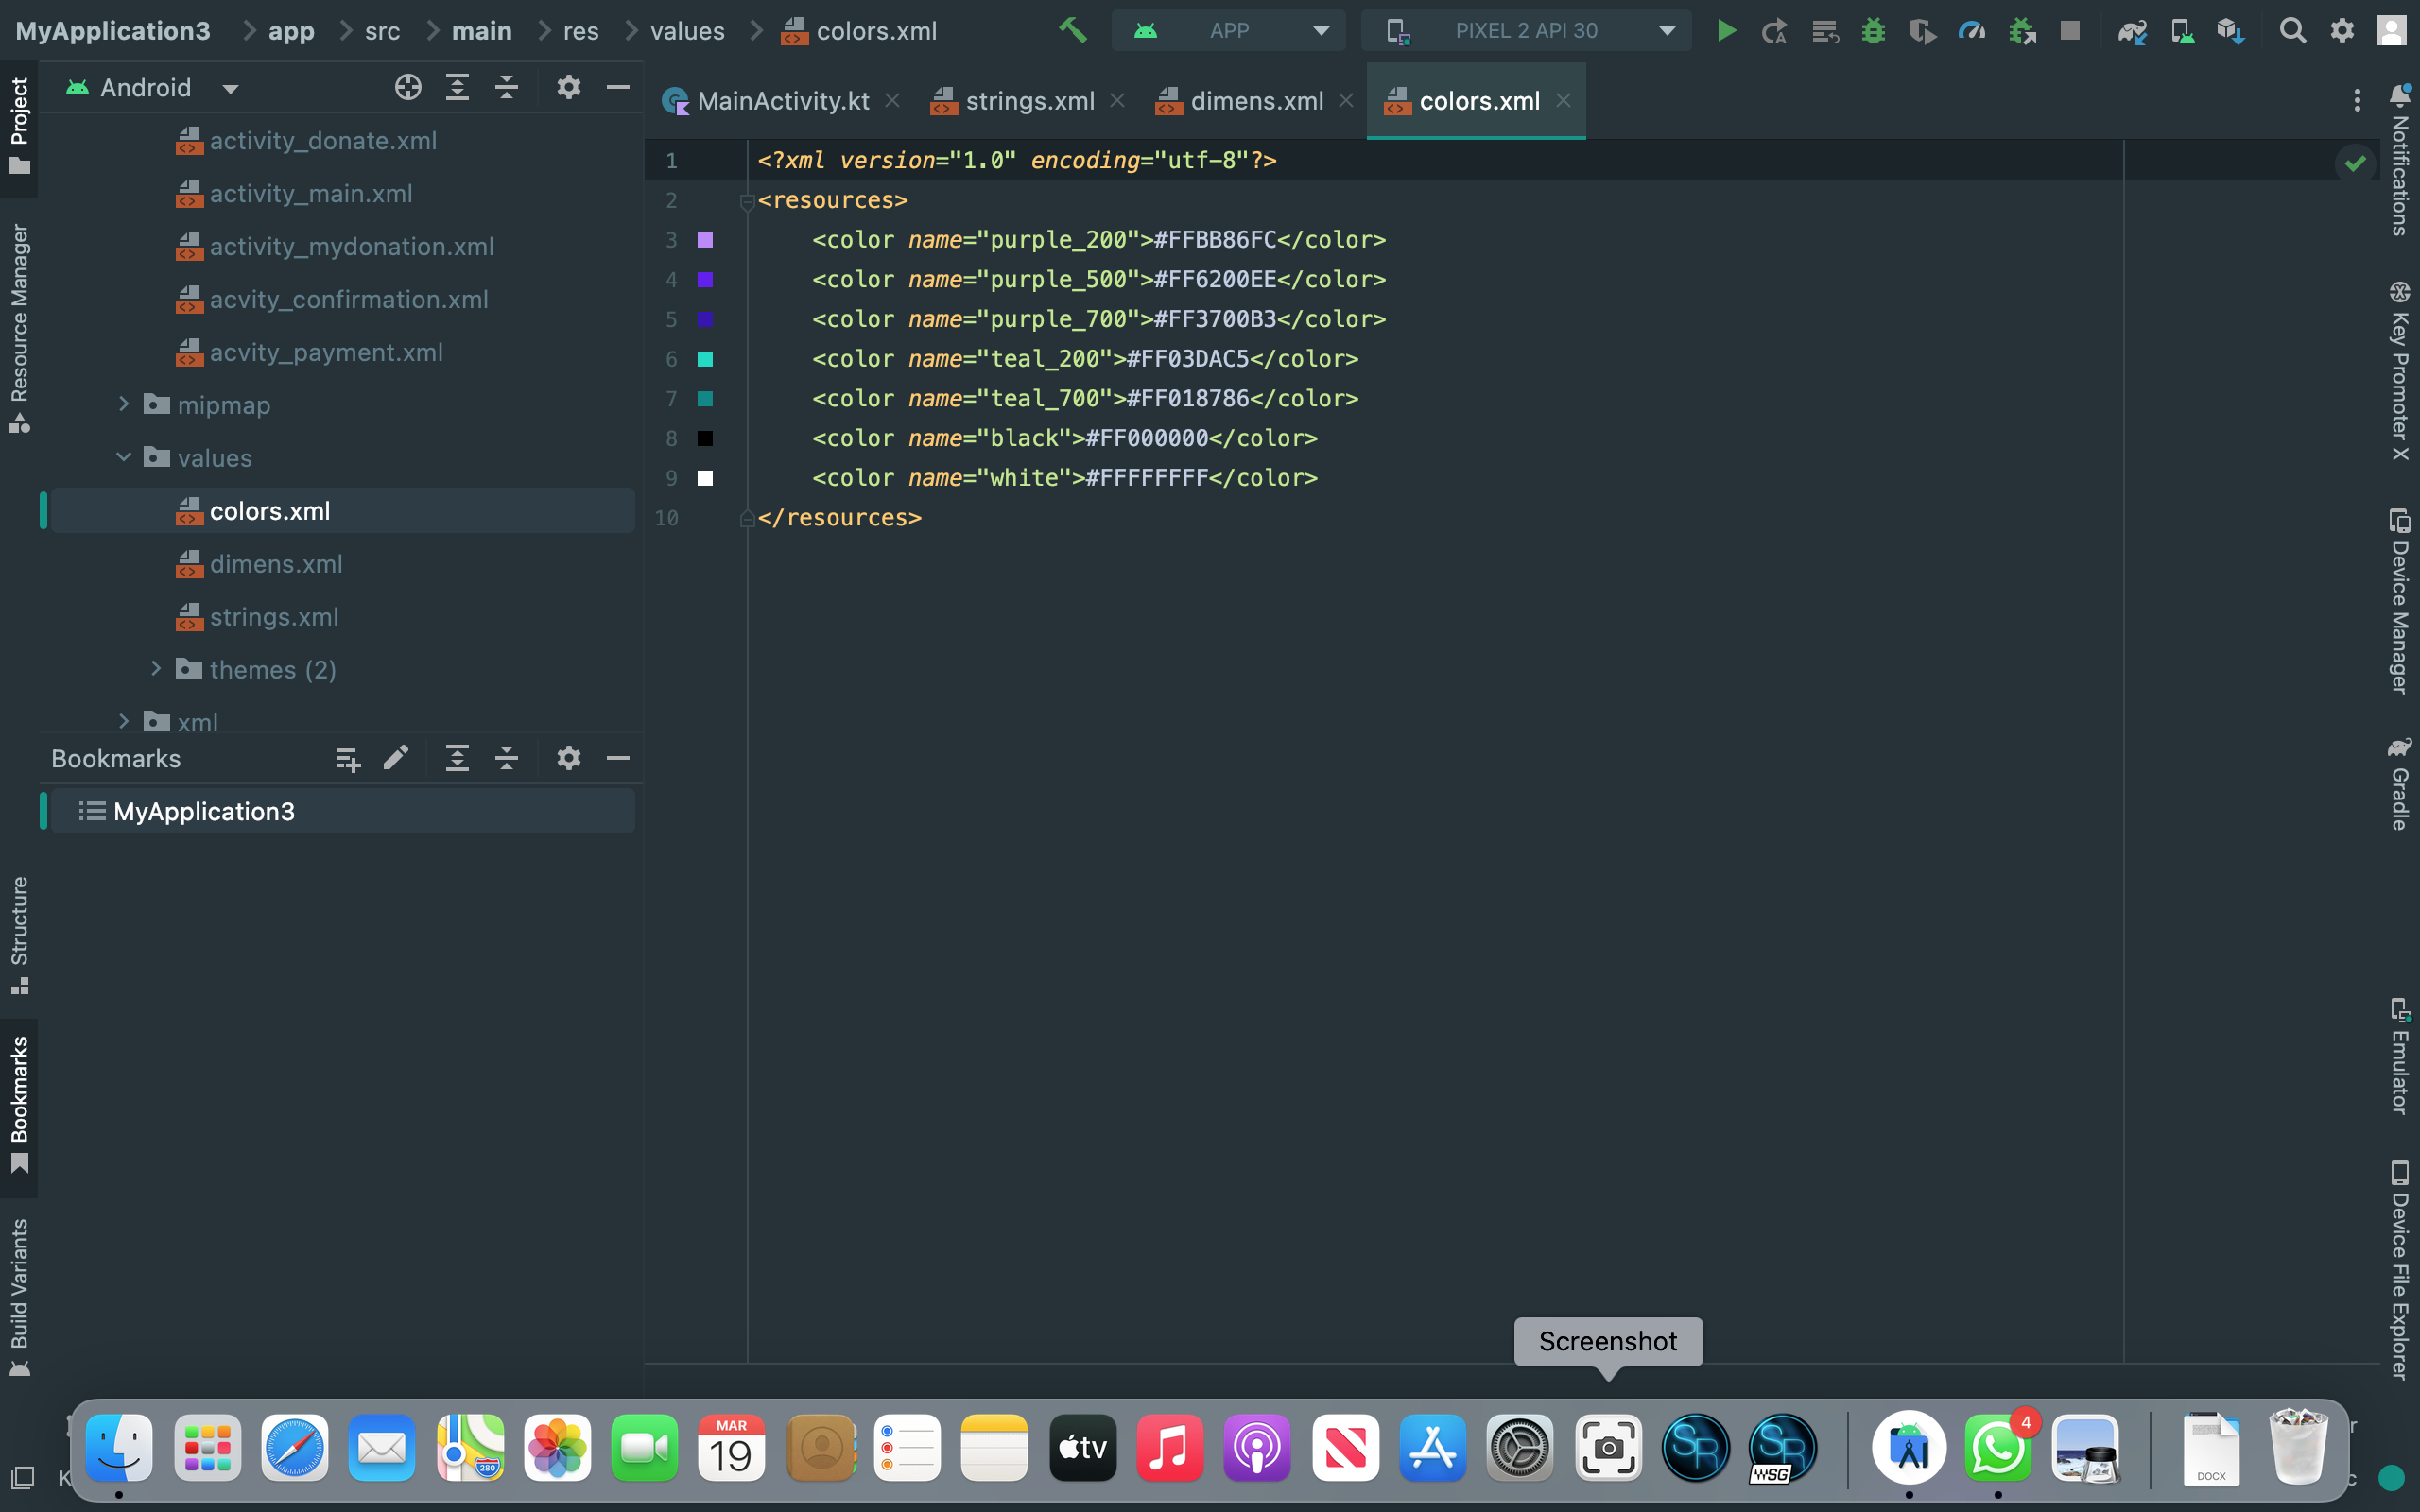 MyApplication3 app src main res values colors.xml APP PIXEL 2 API 30
Project
Resource Manager
Structure
Bookmarks
Build Variants
Android
activity_donate.xml
activity_main.xml
activity_mydonation.xml
acvity_confirmation.xml
acvity_payment.xml
mipmap
values
colors.xml
dimens.xml
strings.xml
themes (2)
xml
Bookmarks
MyApplication3
MainActivity.kt strings.xml dimens.xml colors.xml
1 <?xml version="1.0" encoding="utf-8"?>
2 <resources>
3 <color name="purple_200">#FFBB86FC</color>
4 <color name="purple_500">#FF6200EE</color>
5 <color name="purple_700">#FF3700B3</color>
6 <color name="teal_200">#FF03DAC5</color>
7 <color name="teal_700">#FF018786</color>
8 <color name="black">#FF000000</color>
9 <color name="white">#FFFFFFFF</color>
10 </resources>
Notifications
Key Promoter X
Device Manager
Gradle
Emulator
Device File Explorer
Screenshot
280
MAR
19
tv
SR
SR
WSG
4
DOCX